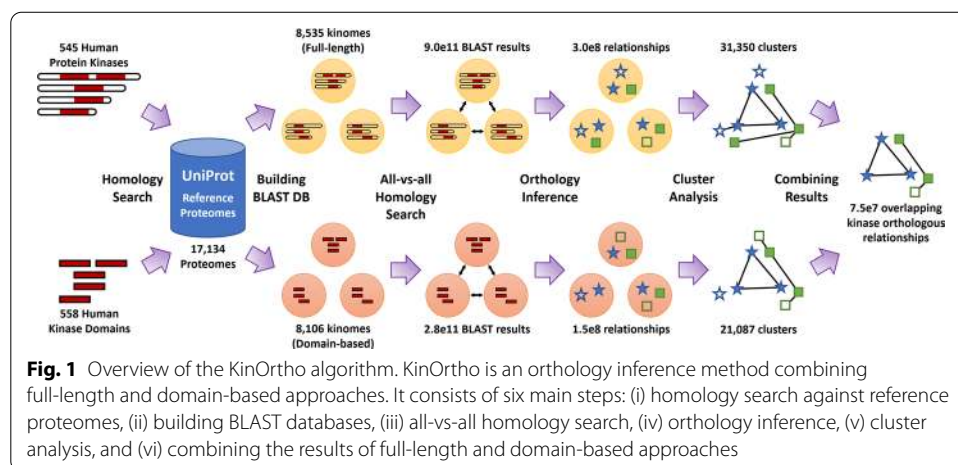 545 Human
Protein Kinases
8,535 kinomes
(Full-length)
9.0e11 BLAST results
3.0e8 relationships
31,350 clusters
Homology
Search
UniProt
Reference
Proteomes
17,134
Proteomes
Building
BLAST DB
All-vs-all
Homology
Search
Orthology
Inference
Cluster
Analysis
Combining
Results
7.5e7 overlapping
kinase orthologous
relationships
558 Human
Kinase Domains
8,106 kinomes
(Domain-based)
2.8e11 BLAST results
1.5e8 relationships
21,087 clusters
Fig. 1 Overview of the KinOrtho algorithm. KinOrtho is an orthology inference method combining
full-length and domain-based approaches. It consists of six main steps: (i) homology search against reference
proteomes, (ii) building BLAST databases, (iii) all-vs-all homology search, (iv) orthology inference, (v) cluster
analysis, and (vi) combining the results of full-length and domain-based approaches